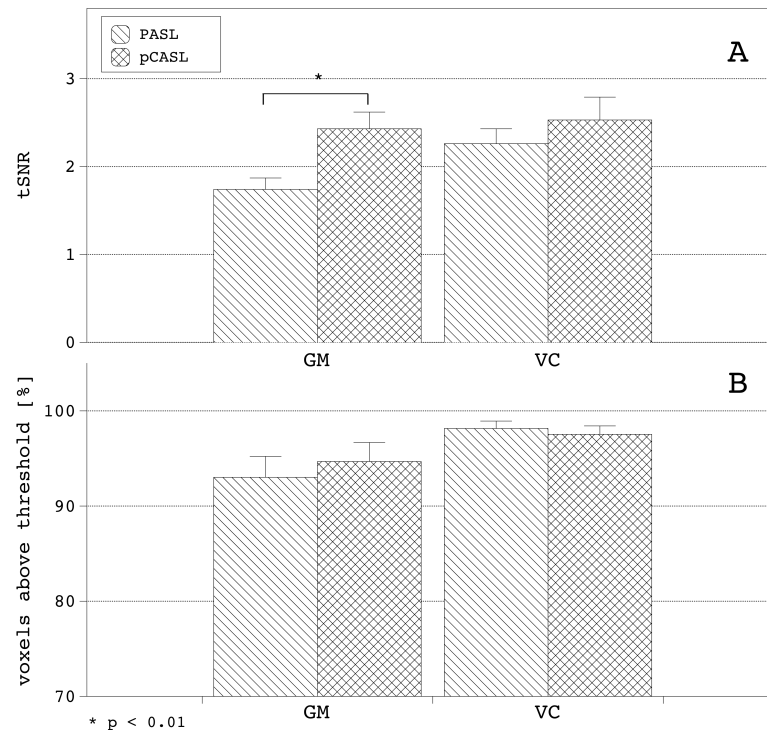 PASL
pCASL
A
*
3
2
1
0
tSNR
GM VC
B
100
90
80
70
voxels above threshold [%]
GM VC
* p < 0.01